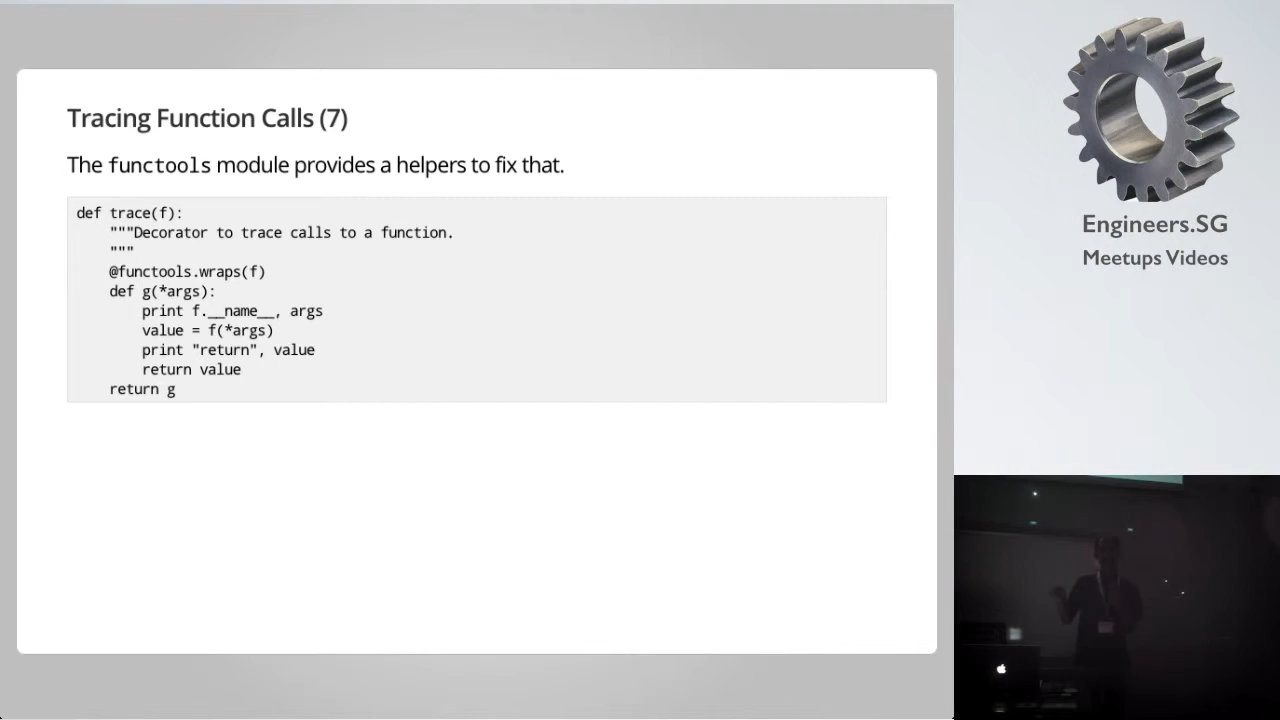 Tracing Function Calls (7)
The functools module provides a helpers to fix that.
def trace(f):
    """Decorator to trace calls to a function.
    """
    @functools.wraps(f)
    def g(*args):
        print f.__name__, args
        value = f(*args)
        print "return", value
        return value
    return g
Engineers.SG
Meetups Videos